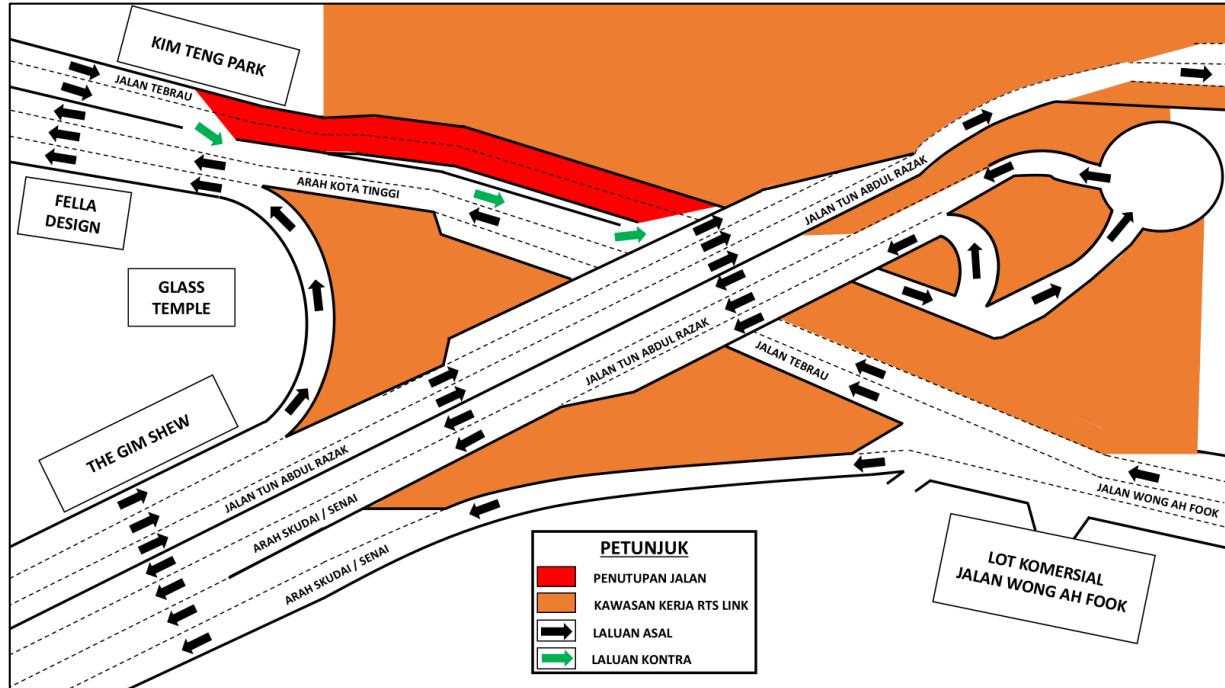 KIM TENG PARK
JALAN TEBRAU
ARAH KOTA TINGGI
JALAN TUN ABDUL RAZAK
FELLA
DESIGN
GLASS
TEMPLE
JALAN TUN ABDUL RAZAK
JALAN TEBRAU
THE GIM SHEW
JALAN TUN ABDUL RAZAK
ARAH SKUDAI / SENAI
ARAH SKUDAI / SENAI
JALAN WONG AH FOOK
LOT KOMERSIAL
JALAN WONG AH FOOK
PETUNJUK
PENUTUPAN JALAN
KAWASAN KERJA RTS LINK
LALUAN ASAL
LALUAN KONTRA